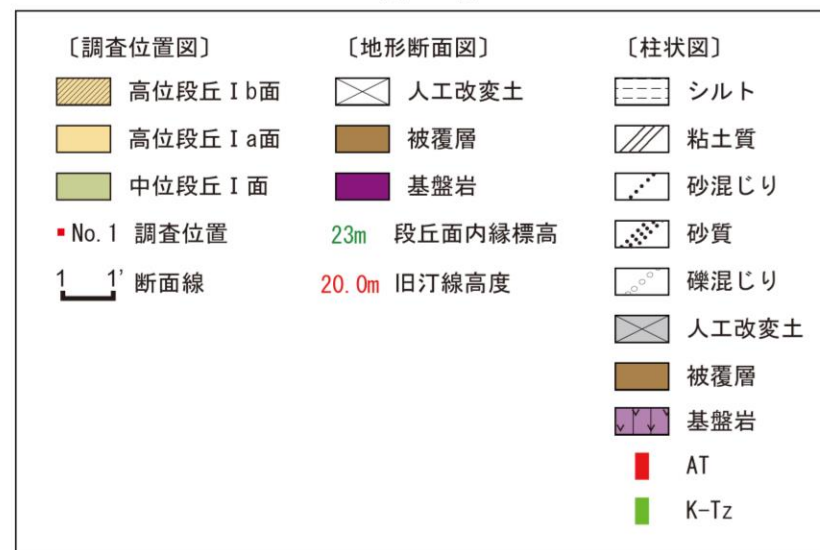 〔調査位置図〕
高位段丘Ⅰb面
高位段丘Ⅰa面
中位段丘Ⅰ面
No. 1 調査位置
1 1' 断面線
〔地形断面図〕
人工改変土
被覆層
基盤岩
23m 段丘面内縁標高
20.0m 旧汀線高度
〔柱状図〕
シルト
粘土質
砂混じり
砂質
礫混じり
人工改変土
被覆層
基盤岩
AT
K-Tz